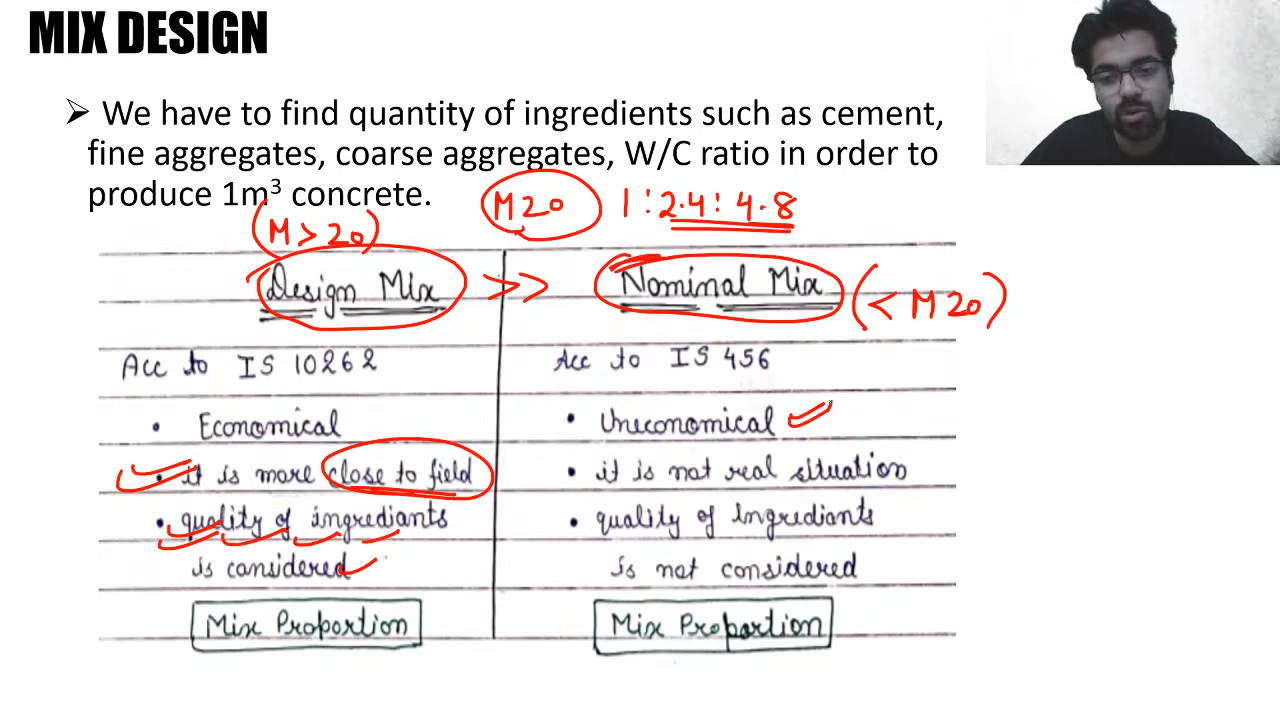 MIX DESIGN
➢ We have to find quantity of ingredients such as cement,
fine aggregates, coarse aggregates, W/C ratio in order to
produce 1m³ concrete.
M20 1:2.4:4.8
(M>20)
Design Mix >> Nominal Mix (< M20)
Acc to IS 10262
• Economical
• it is more close to field
• quality of ingrediants
is considered
Mix Proportion
Acc to IS 456
• Uneconomical
• it is not real situation
• quality of Ingrediants
is not considered
Mix Proportion